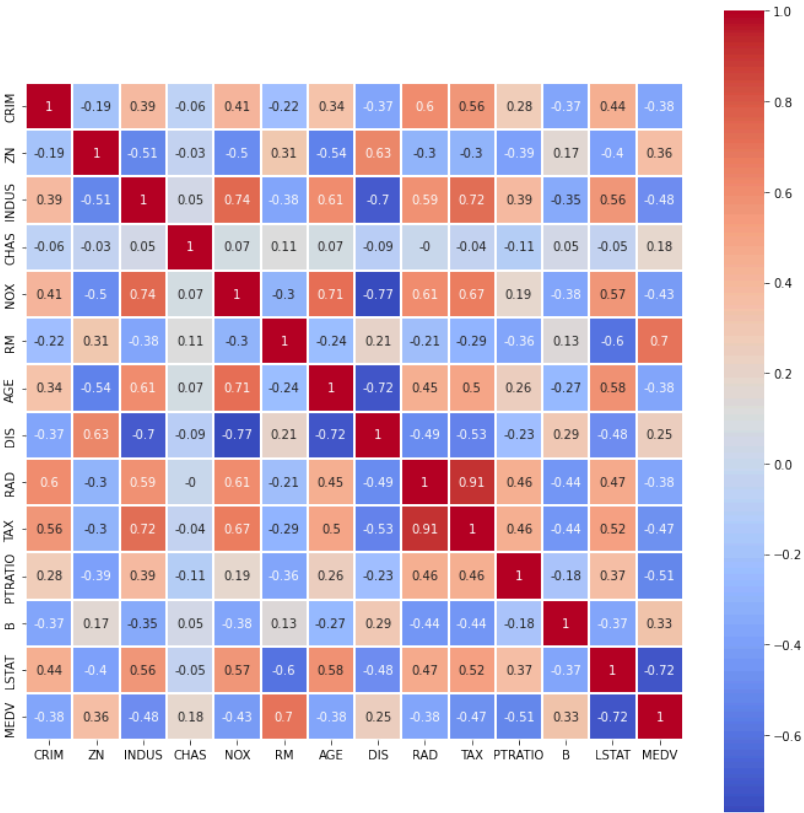 1.0
CRIM 1 -0.19 0.39 -0.06 0.41 -0.22 0.34 -0.37 0.6 0.56 0.28 -0.37 0.44 -0.38
0.8
ZN -0.19 1 -0.51 -0.03 -0.5 0.31 -0.54 0.63 -0.3 -0.3 -0.39 0.17 -0.4 0.36
INDUS 0.39 -0.51 1 0.05 0.74 -0.38 0.61 -0.7 0.59 0.72 0.39 -0.35 0.56 -0.48
0.6
CHAS -0.06 -0.03 0.05 1 0.07 0.11 0.07 -0.09 -0 -0.04 -0.11 0.05 -0.05 0.18
0.4
NOX 0.41 -0.5 0.74 0.07 1 -0.3 0.71 -0.77 0.61 0.67 0.19 -0.38 0.57 -0.43
RM -0.22 0.31 -0.38 0.11 -0.3 1 -0.24 0.21 -0.21 -0.29 -0.36 0.13 -0.6 0.7
0.2
AGE 0.34 -0.54 0.61 0.07 0.71 -0.24 1 -0.72 0.45 0.5 0.26 -0.27 0.58 -0.38
DIS -0.37 0.63 -0.7 -0.09 -0.77 0.21 -0.72 1 -0.49 -0.53 -0.23 0.29 -0.48 0.25
0.0
RAD 0.6 -0.3 0.59 -0 0.61 -0.21 0.45 -0.49 1 0.91 0.46 -0.44 0.47 -0.38
TAX 0.56 -0.3 0.72 -0.04 0.67 -0.29 0.5 -0.53 0.91 1 0.46 -0.44 0.52 -0.47
-0.2
PTRATIO 0.28 -0.39 0.39 -0.11 0.19 -0.36 0.26 -0.23 0.46 0.46 1 -0.18 0.37 -0.51
B -0.37 0.17 -0.35 0.05 -0.38 0.13 -0.27 0.29 -0.44 -0.44 -0.18 1 -0.37 0.33
-0.4
LSTAT 0.44 -0.4 0.56 -0.05 0.57 -0.6 0.58 -0.48 0.47 0.52 0.37 -0.37 1 -0.72
MEDV -0.38 0.36 -0.48 0.18 -0.43 0.7 -0.38 0.25 -0.38 -0.47 -0.51 0.33 -0.72 1
-0.6
CRIM ZN INDUS CHAS NOX RM AGE DIS RAD TAX PTRATIO B LSTAT MEDV